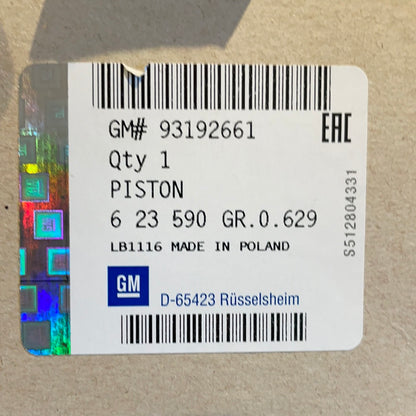 GM# 93192661
EAC
Qty 1
PISTON
6 23 590 GR.0.629
LB1116 MADE IN POLAND
S512804331
GM
D-65423 Rüsselsheim